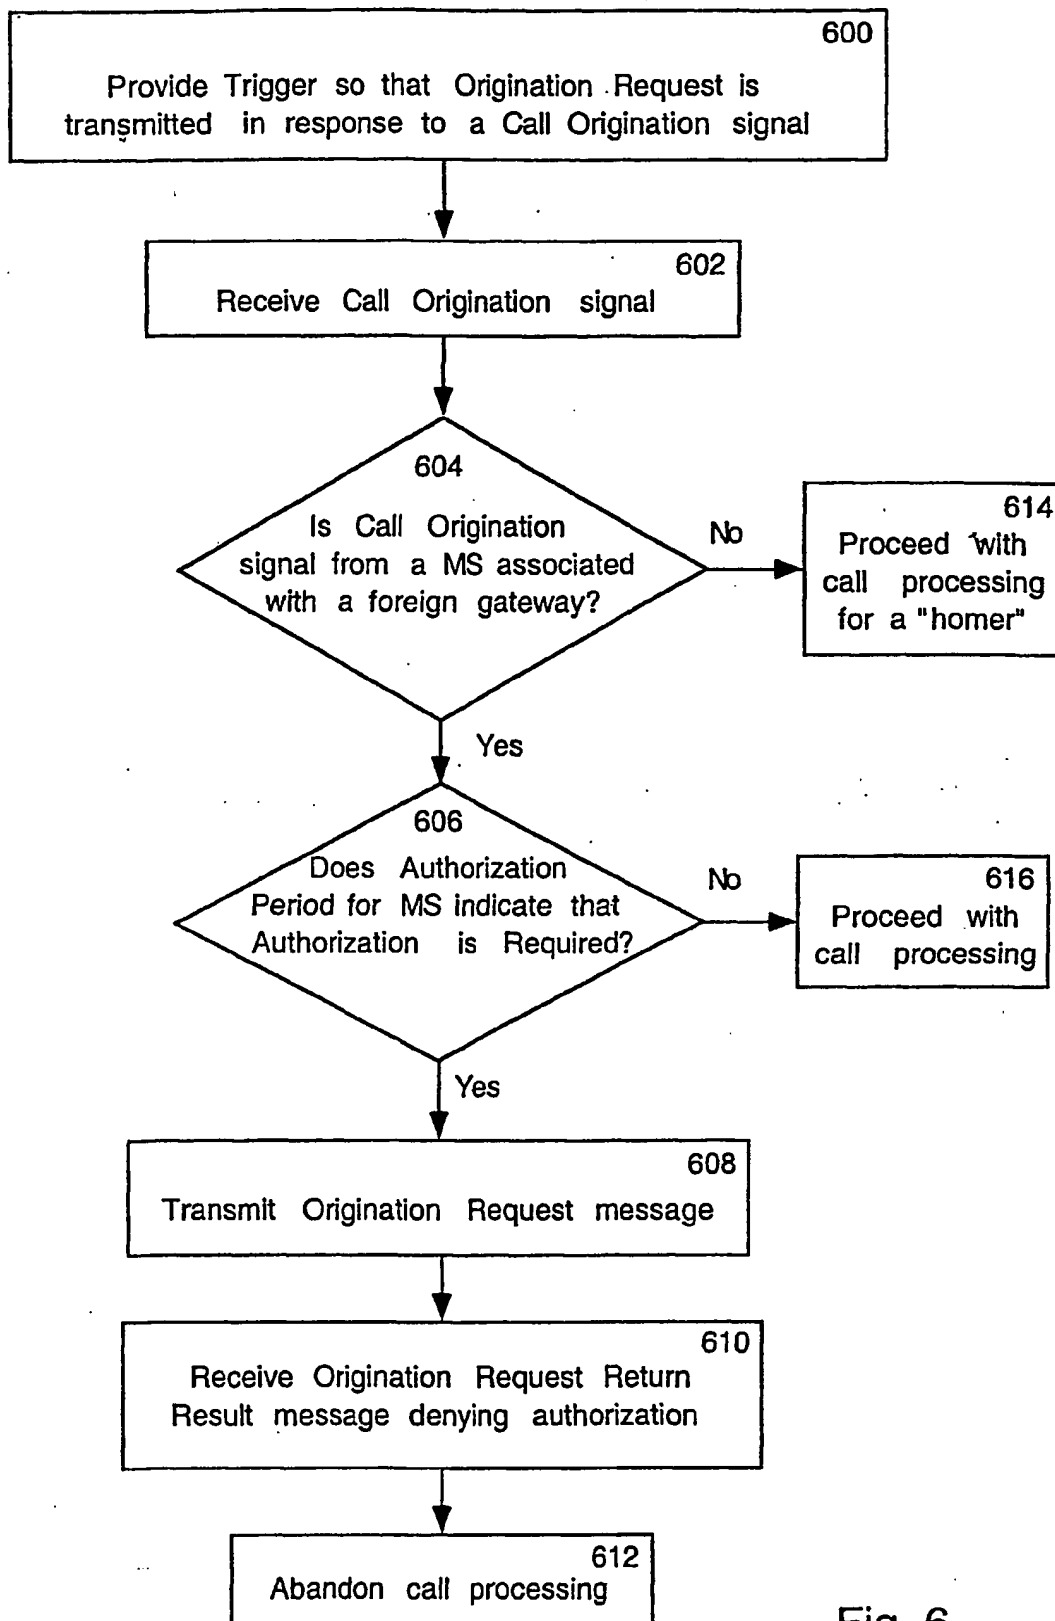 600
Provide Trigger so that Origination Request is
transmitted in response to a Call Origination signal
602
Receive Call Origination signal
604
Is Call Origination
signal from a MS associated
with a foreign gateway?
No
614
Proceed with
call processing
for a "homer"
Yes
606
Does Authorization
Period for MS indicate that
Authorization is Required?
No
616
Proceed with
call processing
Yes
608
Transmit Origination Request message
610
Receive Origination Request Return
Result message denying authorization
612
Abandon call processing
Fig. 6